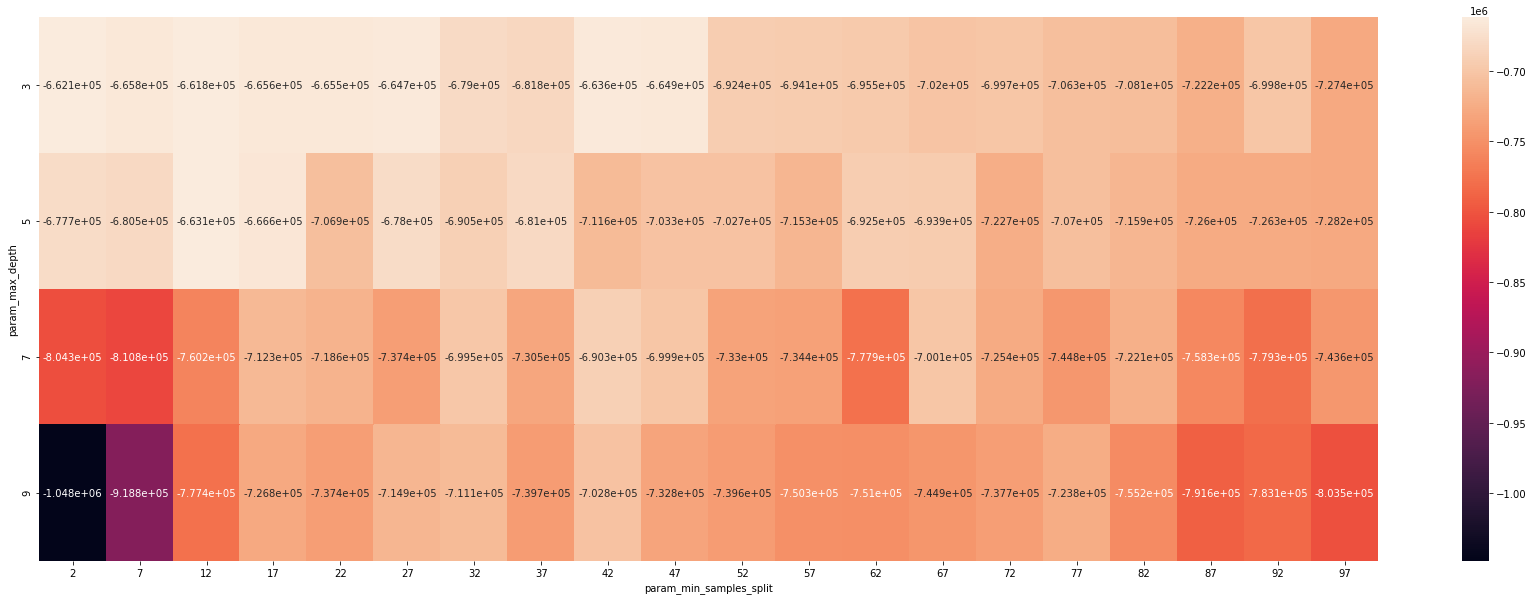 1e6
3 -6.621e+05 -6.658e+05 -6.618e+05 -6.656e+05 -6.655e+05 -6.647e+05 -6.79e+05 -6.818e+05 -6.636e+05 -6.649e+05 -6.924e+05 -6.941e+05 -6.955e+05 -7.02e+05 -6.997e+05 -7.063e+05 -7.081e+05 -7.222e+05 -6.998e+05 -7.274e+05
5 -6.777e+05 -6.805e+05 -6.631e+05 -6.666e+05 -7.069e+05 -6.78e+05 -6.905e+05 -6.81e+05 -7.116e+05 -7.033e+05 -7.027e+05 -7.153e+05 -6.925e+05 -6.939e+05 -7.227e+05 -7.07e+05 -7.159e+05 -7.26e+05 -7.263e+05 -7.282e+05
param_max_depth
7 -8.043e+05 -8.108e+05 -7.602e+05 -7.123e+05 -7.186e+05 -7.374e+05 -6.995e+05 -7.305e+05 -6.903e+05 -6.999e+05 -7.33e+05 -7.344e+05 -7.779e+05 -7.001e+05 -7.254e+05 -7.448e+05 -7.221e+05 -7.583e+05 -7.793e+05 -7.436e+05
9 -1.048e+06 -9.188e+05 -7.774e+05 -7.268e+05 -7.374e+05 -7.149e+05 -7.111e+05 -7.397e+05 -7.028e+05 -7.328e+05 -7.396e+05 -7.503e+05 -7.51e+05 -7.449e+05 -7.377e+05 -7.238e+05 -7.552e+05 -7.916e+05 -7.831e+05 -8.035e+05
2 7 12 17 22 27 32 37 42 47 52 57 62 67 72 77 82 87 92 97
param_min_samples_split
−0.70
−0.75
−0.80
−0.85
−0.90
−0.95
−1.00